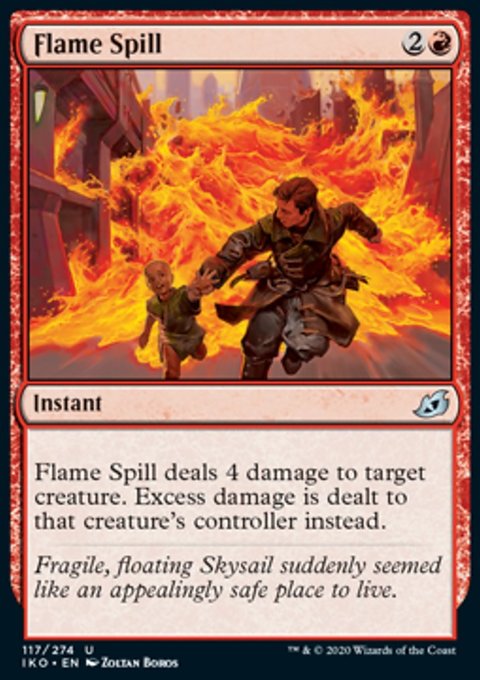 Flame Spill 2
Instant
Flame Spill deals 4 damage to target
creature. Excess damage is dealt to
that creature's controller instead.
Fragile, floating Skysail suddenly seemed
like an appealingly safe place to live.
117/274 U ™ & © 2020 Wizards of the Coast
IKO • EN Zoltan Boros